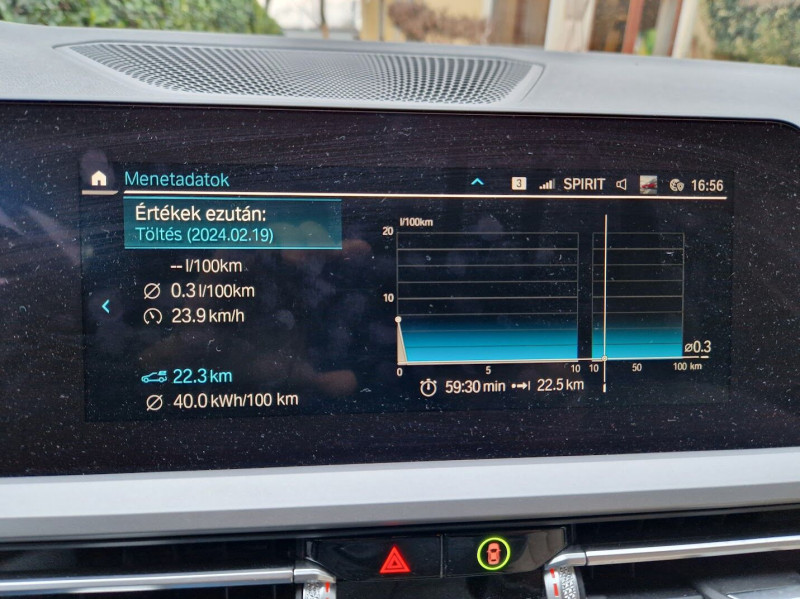 Menetadatok
3 SPIRIT 16:56
Értékek ezután:
Töltés (2024.02.19)
-- l/100km
Ø 0.3 l/100km
23.9 km/h
22.3 km
Ø 40.0 kWh/100 km
l/100km
20
10
ø0.3
0 5 10 10 50 100 km
59:30 min 22.5 km